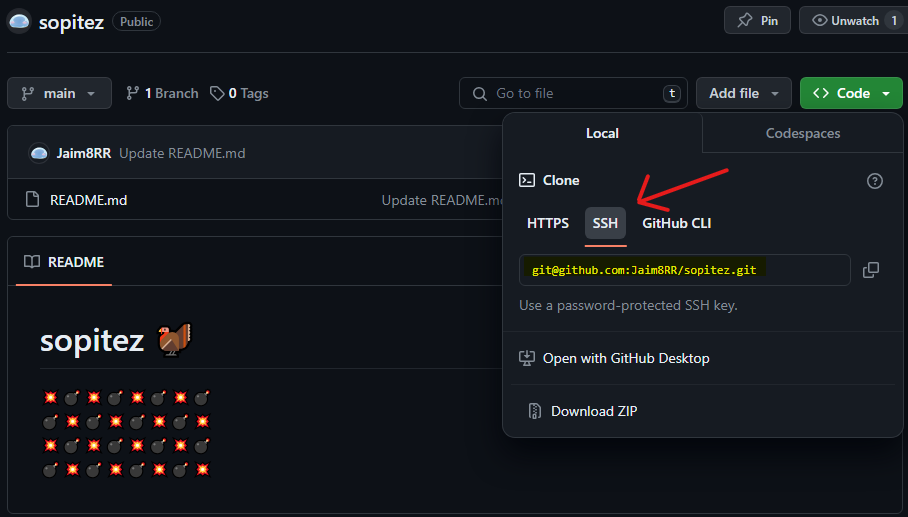 sopitez Public
Pin
Unwatch 1
main
1 Branch
0 Tags
Go to file t
Add file
<> Code
Jaim8RR Update README.md
README.md Update README.md
README
sopitez
Local
Codespaces
Clone
HTTPS
SSH
GitHub CLI
git@github.com:Jaim8RR/sopitez.git
Use a password-protected SSH key.
Open with GitHub Desktop
Download ZIP